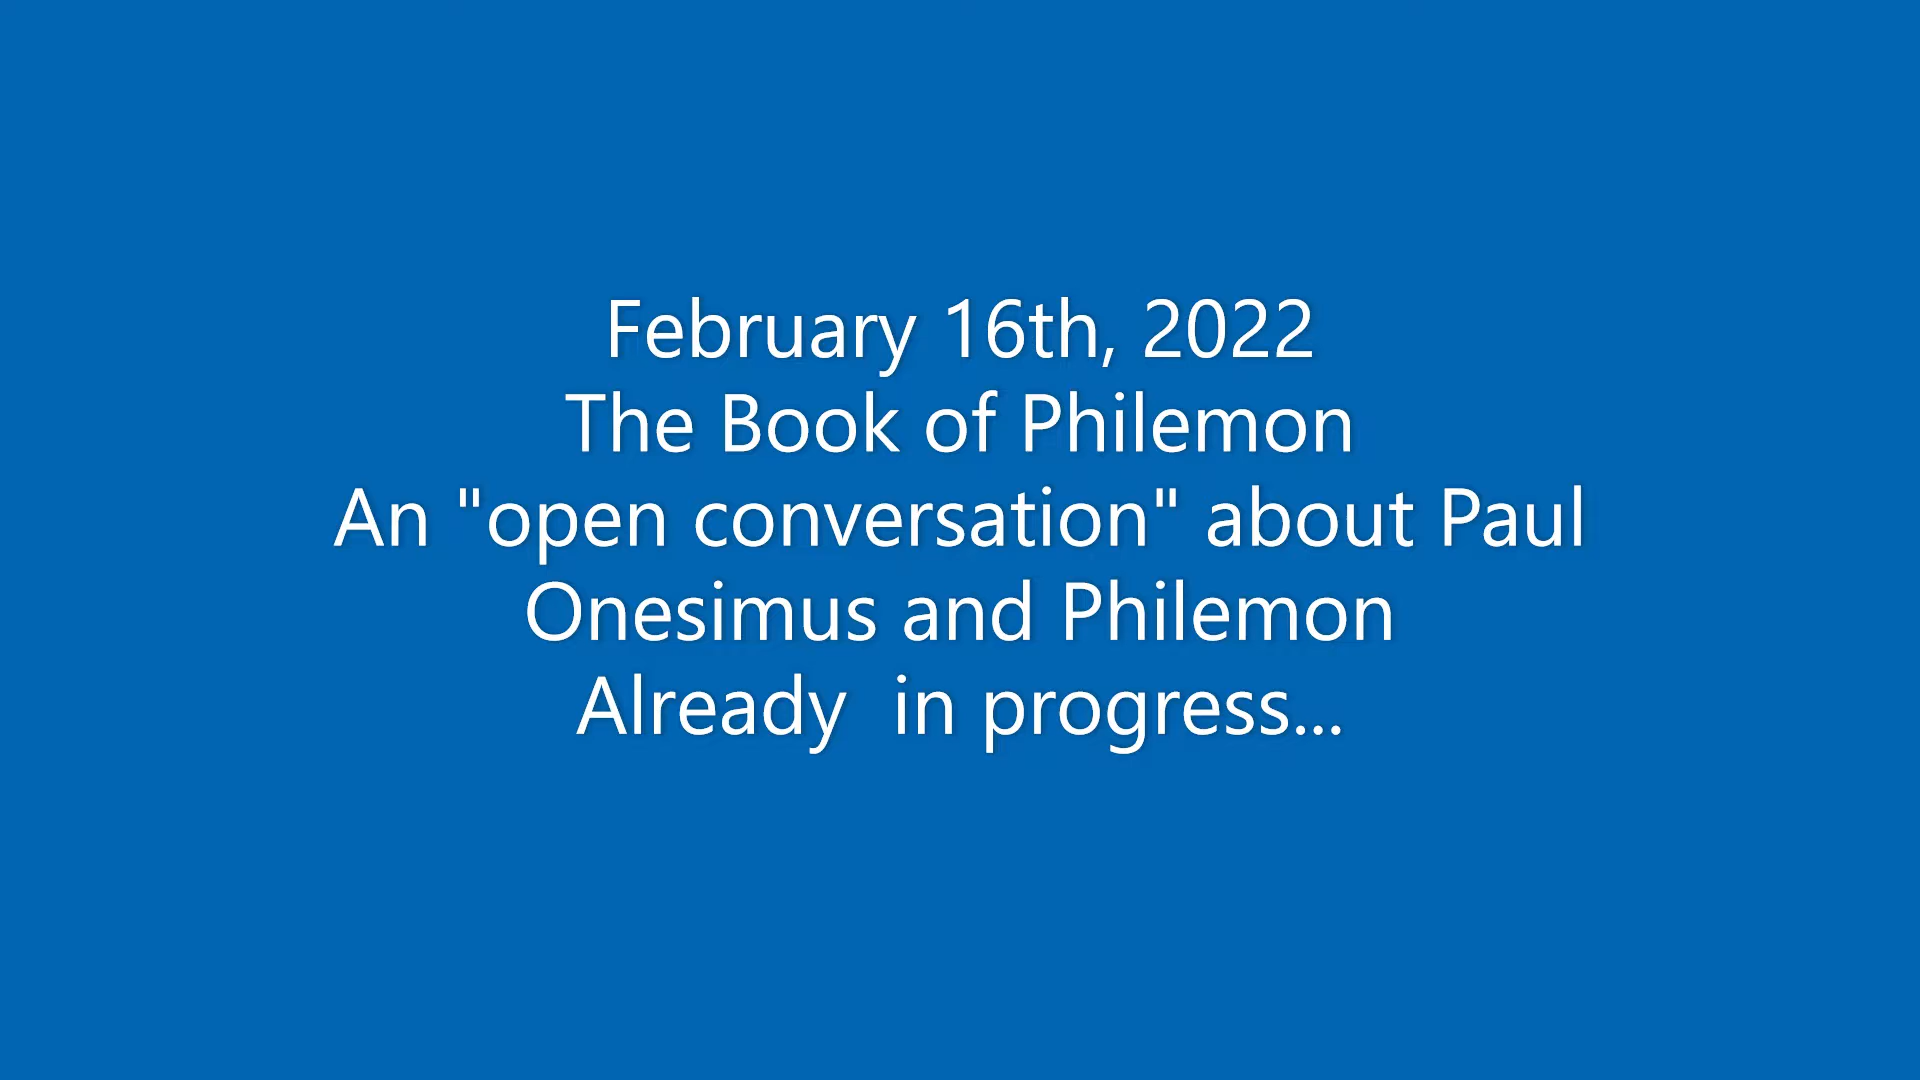 February 16th, 2022
The Book of Philemon
An "open conversation" about Paul
Onesimus and Philemon
Already  in progress...